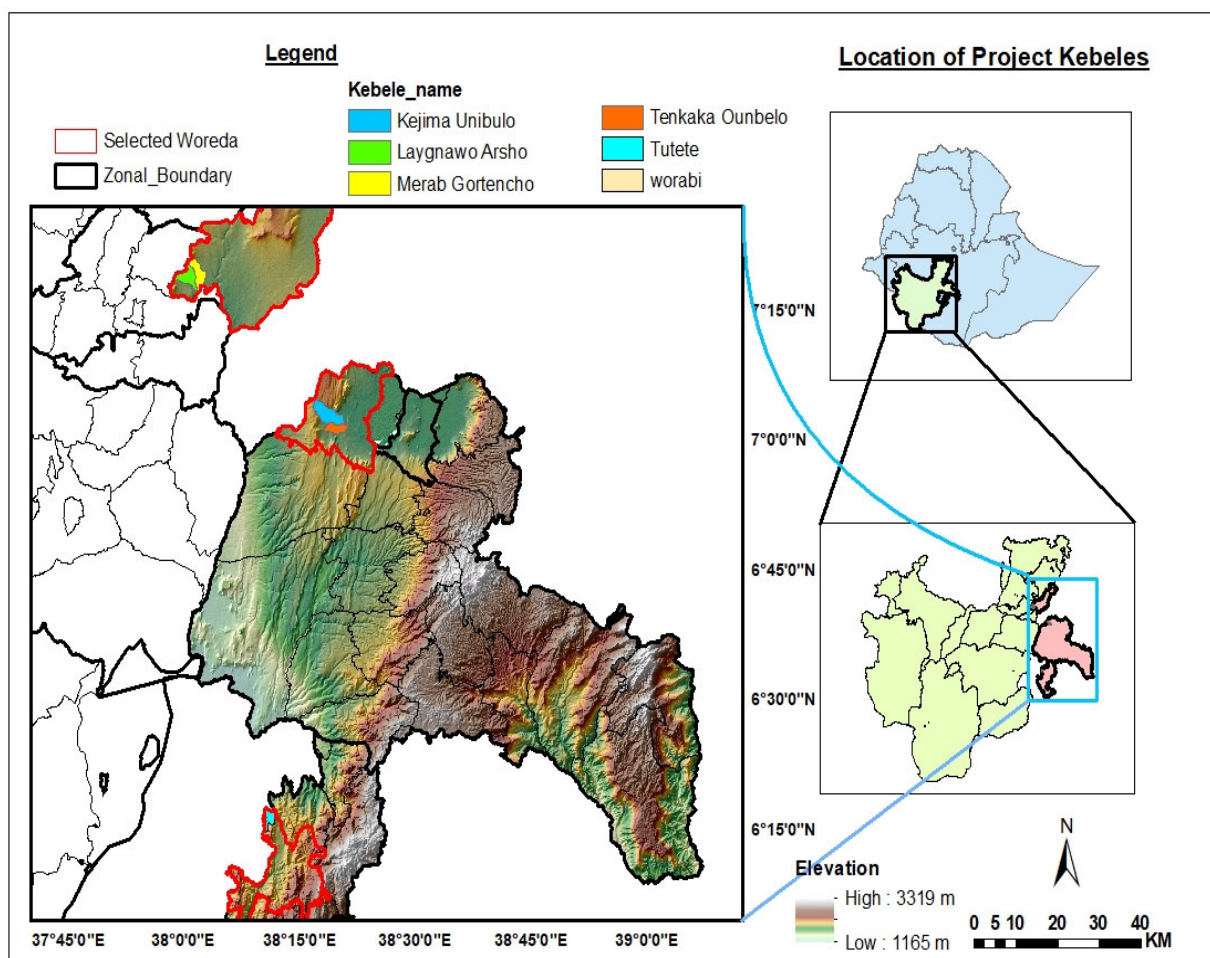 Legend
Location of Project Kebeles
Kebele_name
Selected Woreda
Zonal_Boundary
Kejima Unibulo
Laygnawo Arsho
Merab Gortencho
Tenkaka Ounbelo
Tutete
worabi
7°15'0"N
7°0'0"N
6°45'0"N
6°30'0"N
6°15'0"N
37°45'0"E
38°0'0"E
38°15'0"E
38°30'0"E
38°45'0"E
39°0'0"E
Elevation
High : 3319 m
Low : 1165 m
N
0 5 10 20 30 40
KM